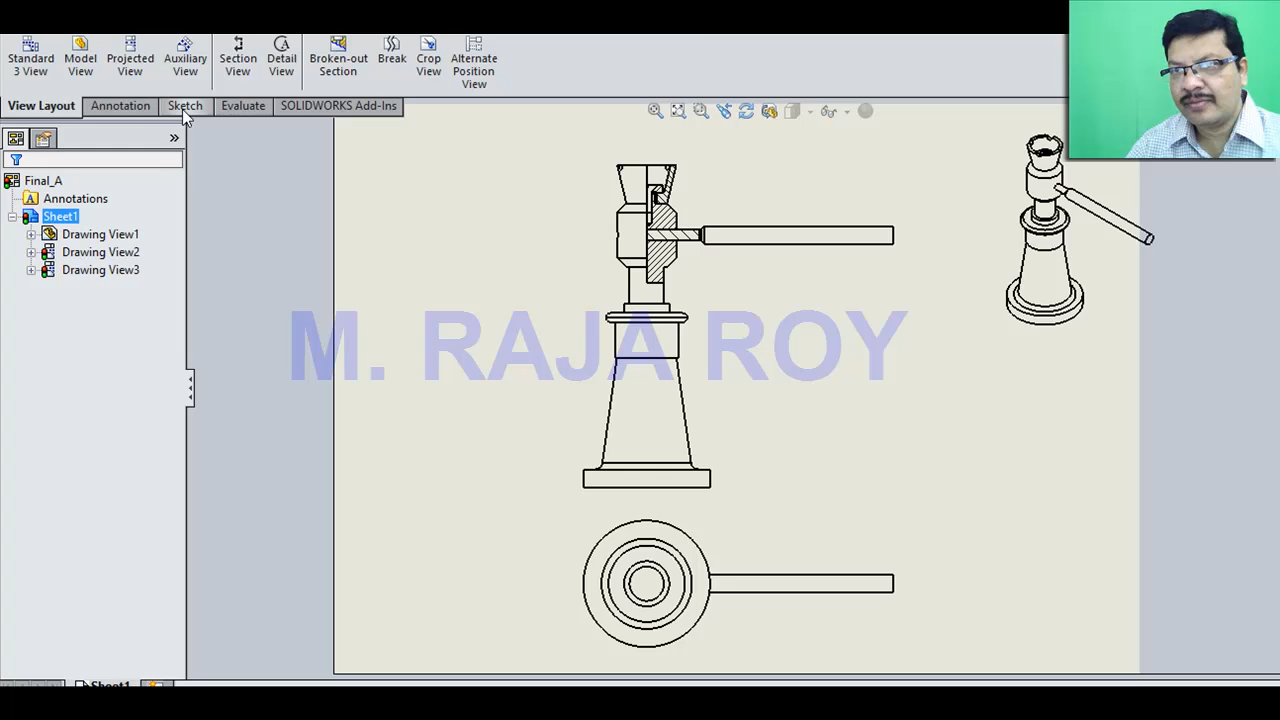 Standard 3 View
Model View
Projected View
Auxiliary View
Section View
Detail View
Broken-out Section
Break
Crop View
Alternate Position View
View Layout
Annotation
Sketch
Evaluate
SOLIDWORKS Add-Ins
Final_A
A Annotations
Sheet1
Drawing View1
Drawing View2
Drawing View3
M. RAJA ROY
Sheet1